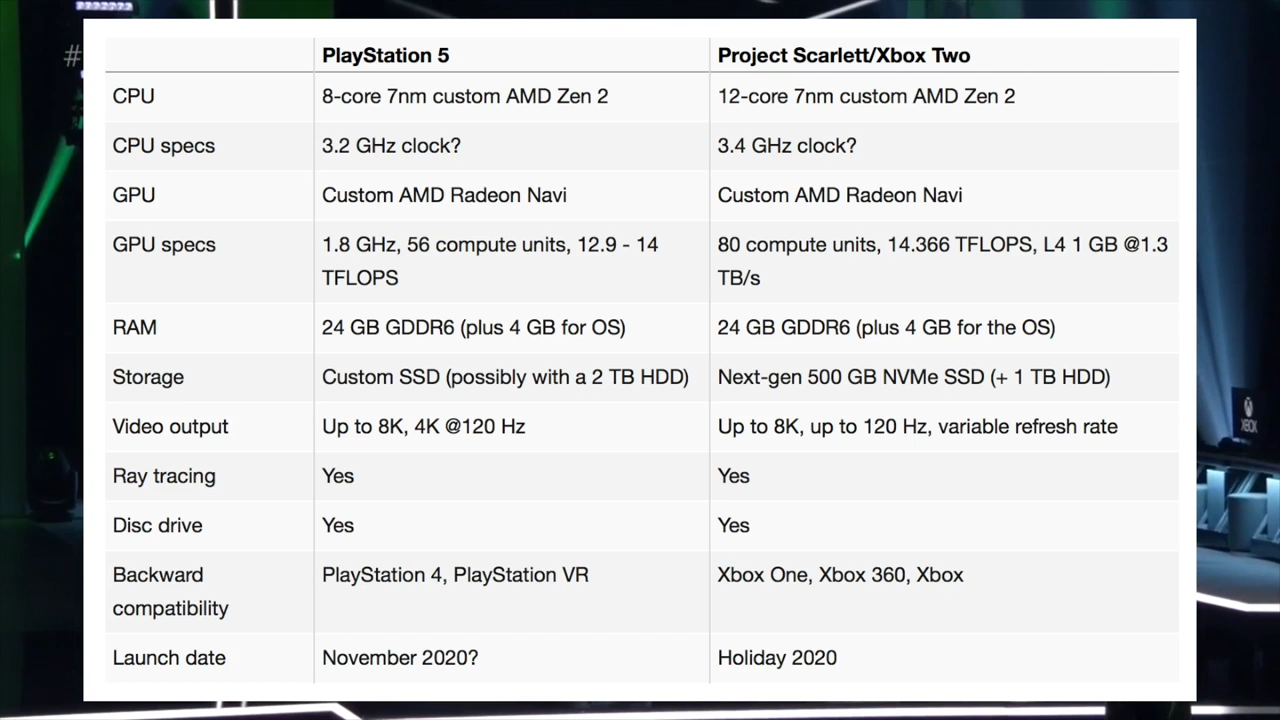 #
PlayStation 5 Project Scarlett/Xbox Two
CPU 8-core 7nm custom AMD Zen 2 12-core 7nm custom AMD Zen 2
CPU specs 3.2 GHz clock? 3.4 GHz clock?
GPU Custom AMD Radeon Navi Custom AMD Radeon Navi
GPU specs 1.8 GHz, 56 compute units, 12.9 - 14 80 compute units, 14.366 TFLOPS, L4 1 GB @1.3
TFLOPS TB/s
RAM 24 GB GDDR6 (plus 4 GB for OS) 24 GB GDDR6 (plus 4 GB for the OS)
Storage Custom SSD (possibly with a 2 TB HDD) Next-gen 500 GB NVMe SSD (+ 1 TB HDD)
Video output Up to 8K, 4K @120 Hz Up to 8K, up to 120 Hz, variable refresh rate
Ray tracing Yes Yes
Disc drive Yes Yes
Backward PlayStation 4, PlayStation VR Xbox One, Xbox 360, Xbox
compatibility
Launch date November 2020? Holiday 2020
XBOX